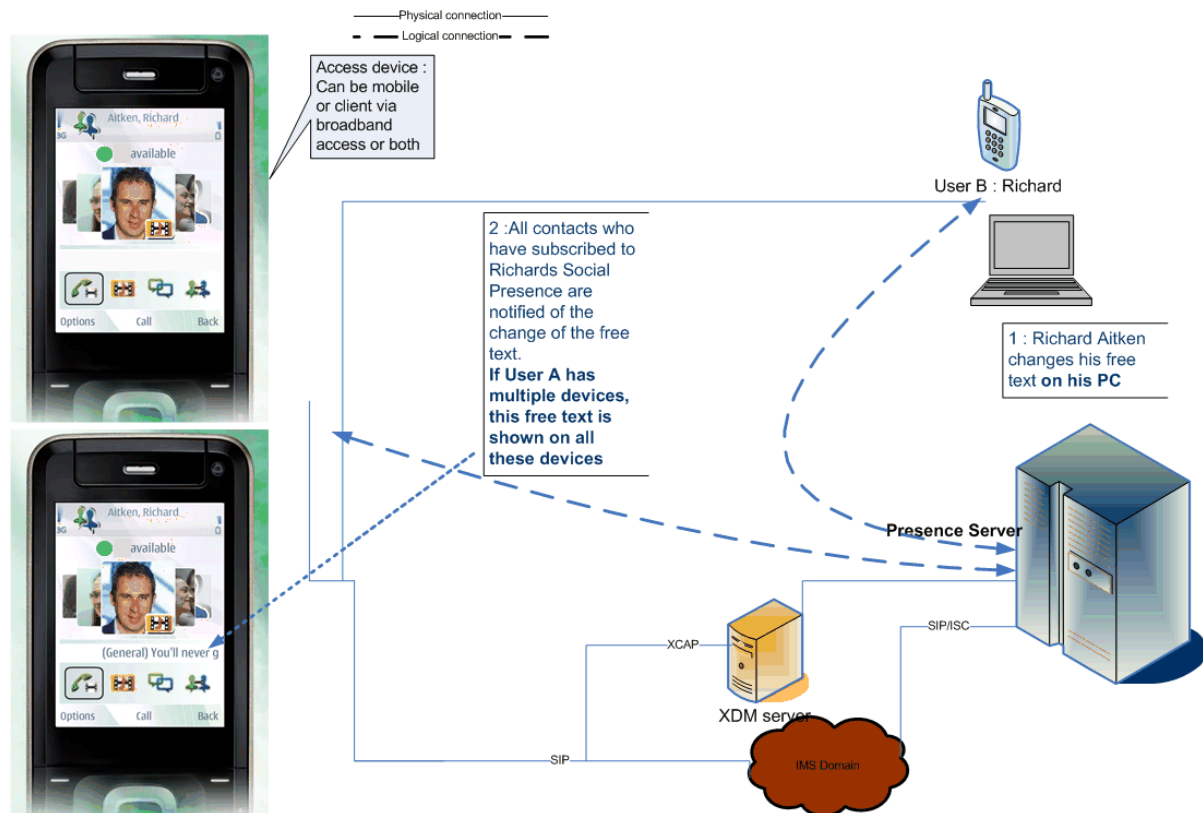 Physical connection
Logical connection
Access device :
Can be mobile
or client via
broadband
access or both
Aitken, Richard
3G
available
Options Call Back
User B : Richard
2 :All contacts who
have subscribed to
Richards Social
Presence are
notified of the
change of the free
text.
If User A has
multiple devices,
this free text is
shown on all
these devices
1 : Richard Aitken
changes his free
text on his PC
Aitken, Richard
3G
available
(General) You'll never g
Options Call Back
Presence Server
SIP/ISC
XCAP
XDM server
SIP
IMS Domain